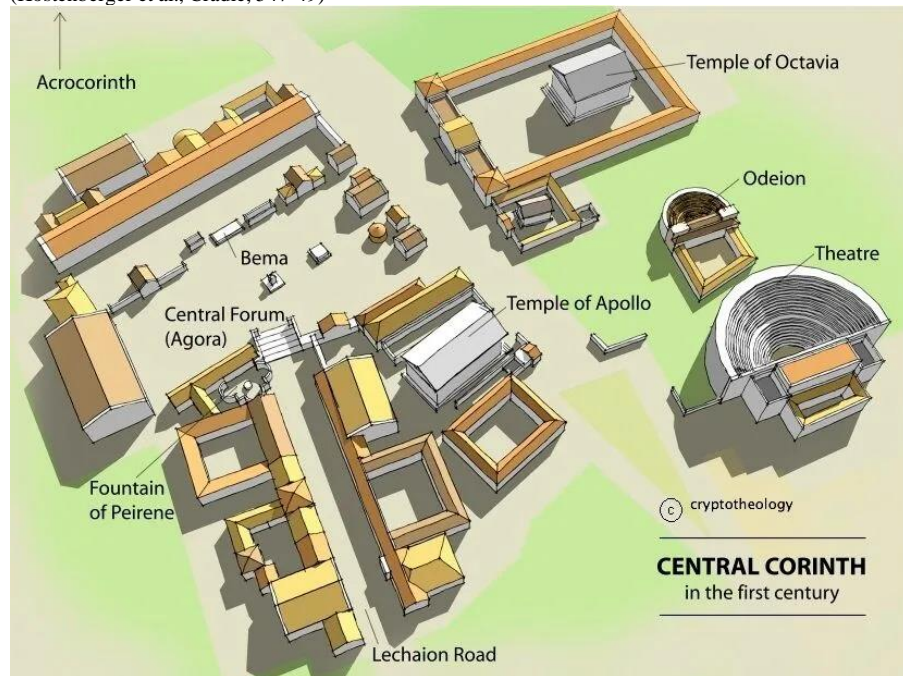 Acrocorinth
Temple of Octavia
Odeion
Theatre
Bema
Central Forum
(Agora)
Temple of Apollo
Fountain
of Peirene
© cryptotheology
CENTRAL CORINTH
in the first century
Lechaion Road